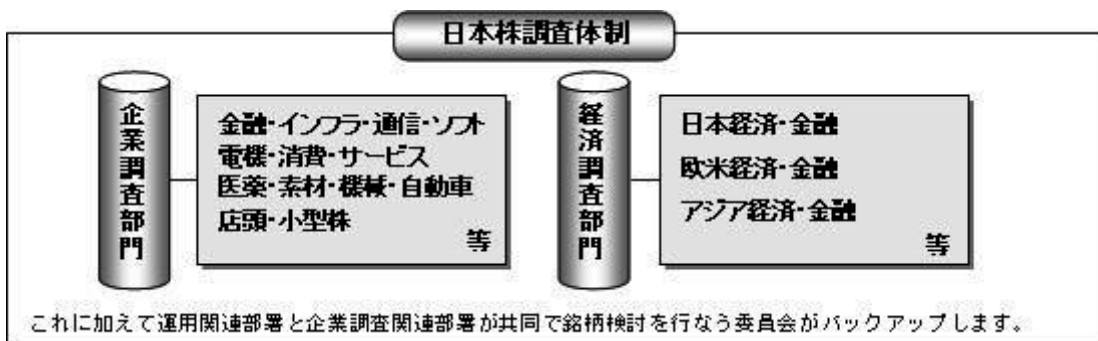 日本株調査体制
企業調査部門
金融・インフラ・通信・ソフト
電機・消費・サービス
医薬・素材・機械・自動車
店頭・小型株
等
経済調査部門
日本経済・金融
欧米経済・金融
アジア経済・金融
等
これに加えて運用関連部署と企業調査関連部署が共同で銘柄検討を行なう委員会がバックアップします。